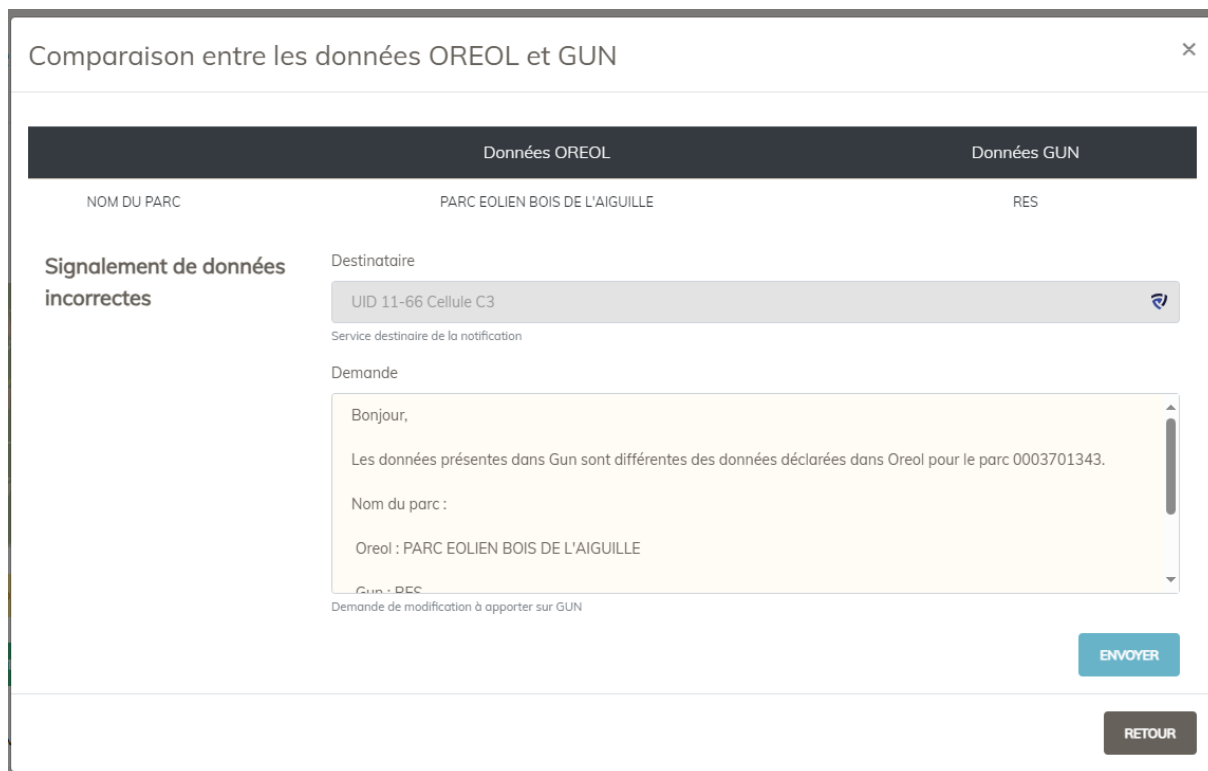 Comparaison entre les données OREOL et GUN
×
Données OREOL Données GUN
NOM DU PARC PARC EOLIEN BOIS DE L'AIGUILLE RES
Signalement de données
incorrectes
Destinataire
UID 11-66 Cellule C3
Service destinaire de la notification
Demande
Bonjour,
Les données présentes dans Gun sont différentes des données déclarées dans Oreol pour le parc 0003701343.
Nom du parc :
Oreol : PARC EOLIEN BOIS DE L'AIGUILLE
Gun : RES
Demande de modification à apporter sur GUN
ENVOYER
RETOUR